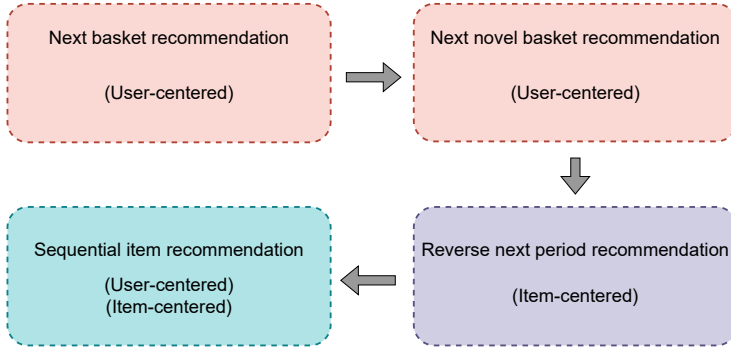 Next basket recommendation
(User-centered)
Next novel basket recommendation
(User-centered)
Sequential item recommendation
(User-centered)
(Item-centered)
Reverse next period recommendation
(Item-centered)